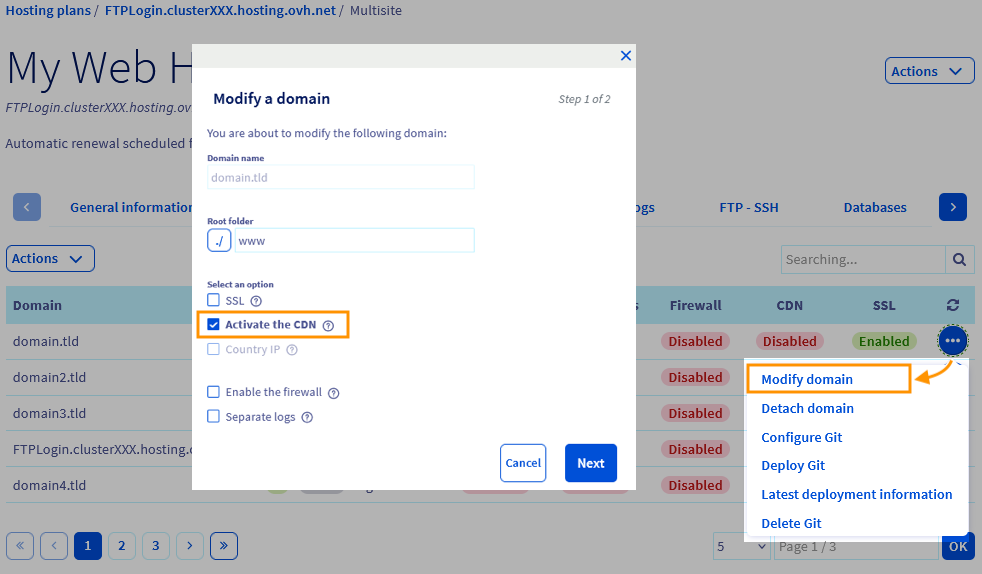 Hosting plans / FTPLogin.clusterXXX.hosting.ovh.net / Multisite
My Web H
Actions
FTPLogin.clusterXXX.hosting.ov
Automatic renewal scheduled f
General information
ogs
FTP - SSH
Databases
Modify a domain
Step 1 of 2
You are about to modify the following domain:
Domain name
domain.tld
Root folder
./
www
Select an option
SSL
Activate the CDN
Country IP
Enable the firewall
Separate logs
Cancel
Next
Actions
Searching...
Domain
s
Firewall
CDN
SSL
domain.tld
Disabled
Disabled
Enabled
domain2.tld
Disabled
domain3.tld
Disabled
FTPLogin.clusterXXX.hosting.o
Disabled
domain4.tld
Disabled
Modify domain
Detach domain
Configure Git
Deploy Git
Latest deployment information
Delete Git
« ‹ 1 2 3 › »
5
Page 1 / 3
OK